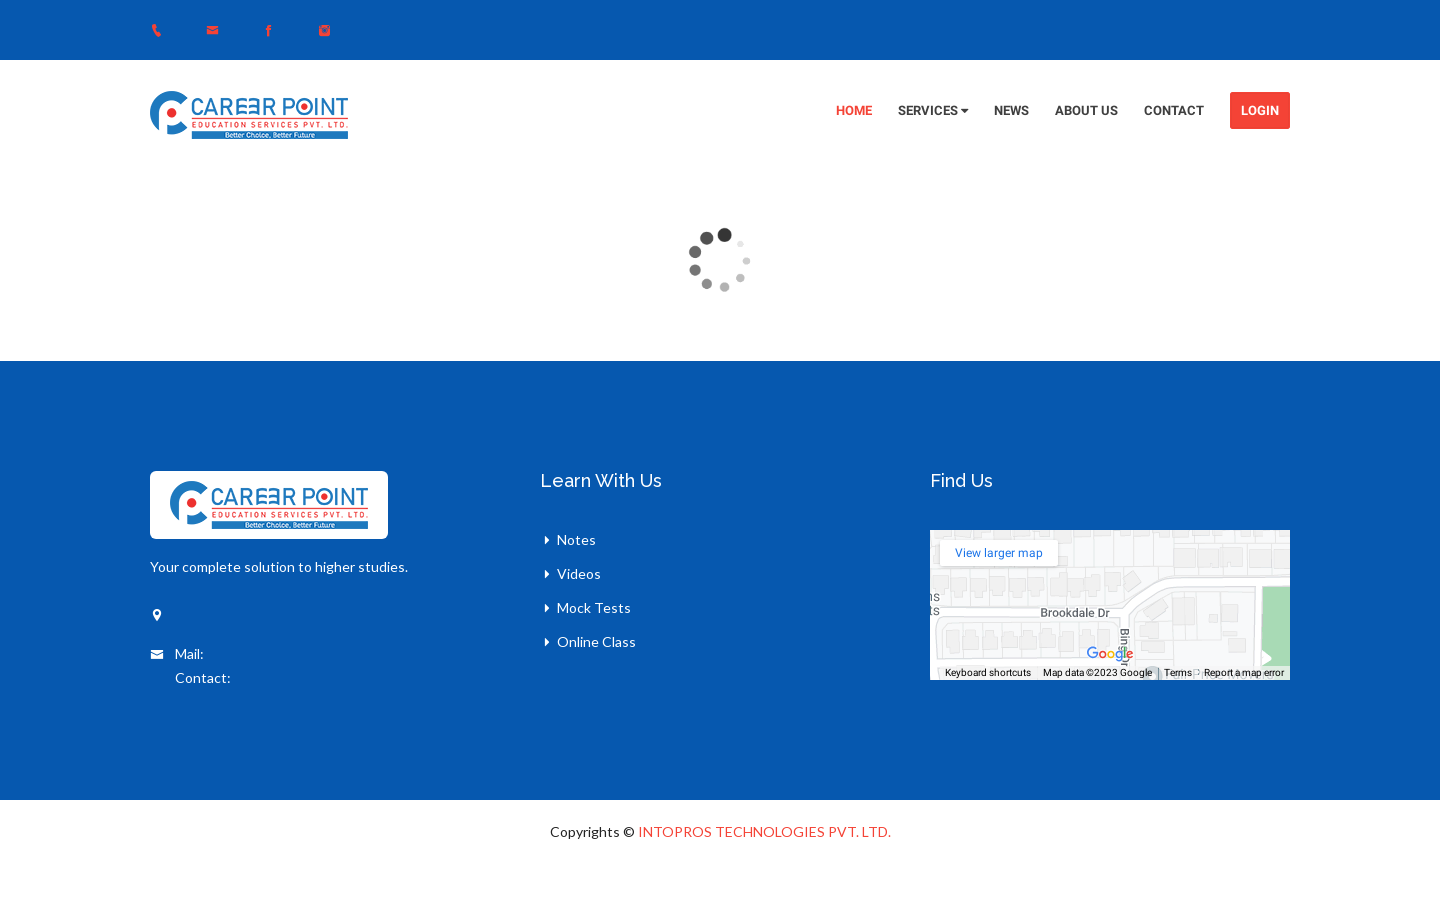 CAREER POINT
EDUCATION SERVICES PVT. LTD.
Better Choice, Better Future
HOME SERVICES NEWS ABOUT US CONTACT LOGIN
CAREER POINT
EDUCATION SERVICES PVT. LTD.
Better Choice, Better Future
Your complete solution to higher studies.
Mail:
Contact:
Learn With Us
Notes
Videos
Mock Tests
Online Class
Find Us
View larger map
Brookdale Dr
Google
Keyboard shortcuts Map data ©2023 Google Terms Report a map error
Copyrights © INTOPROS TECHNOLOGIES PVT. LTD.